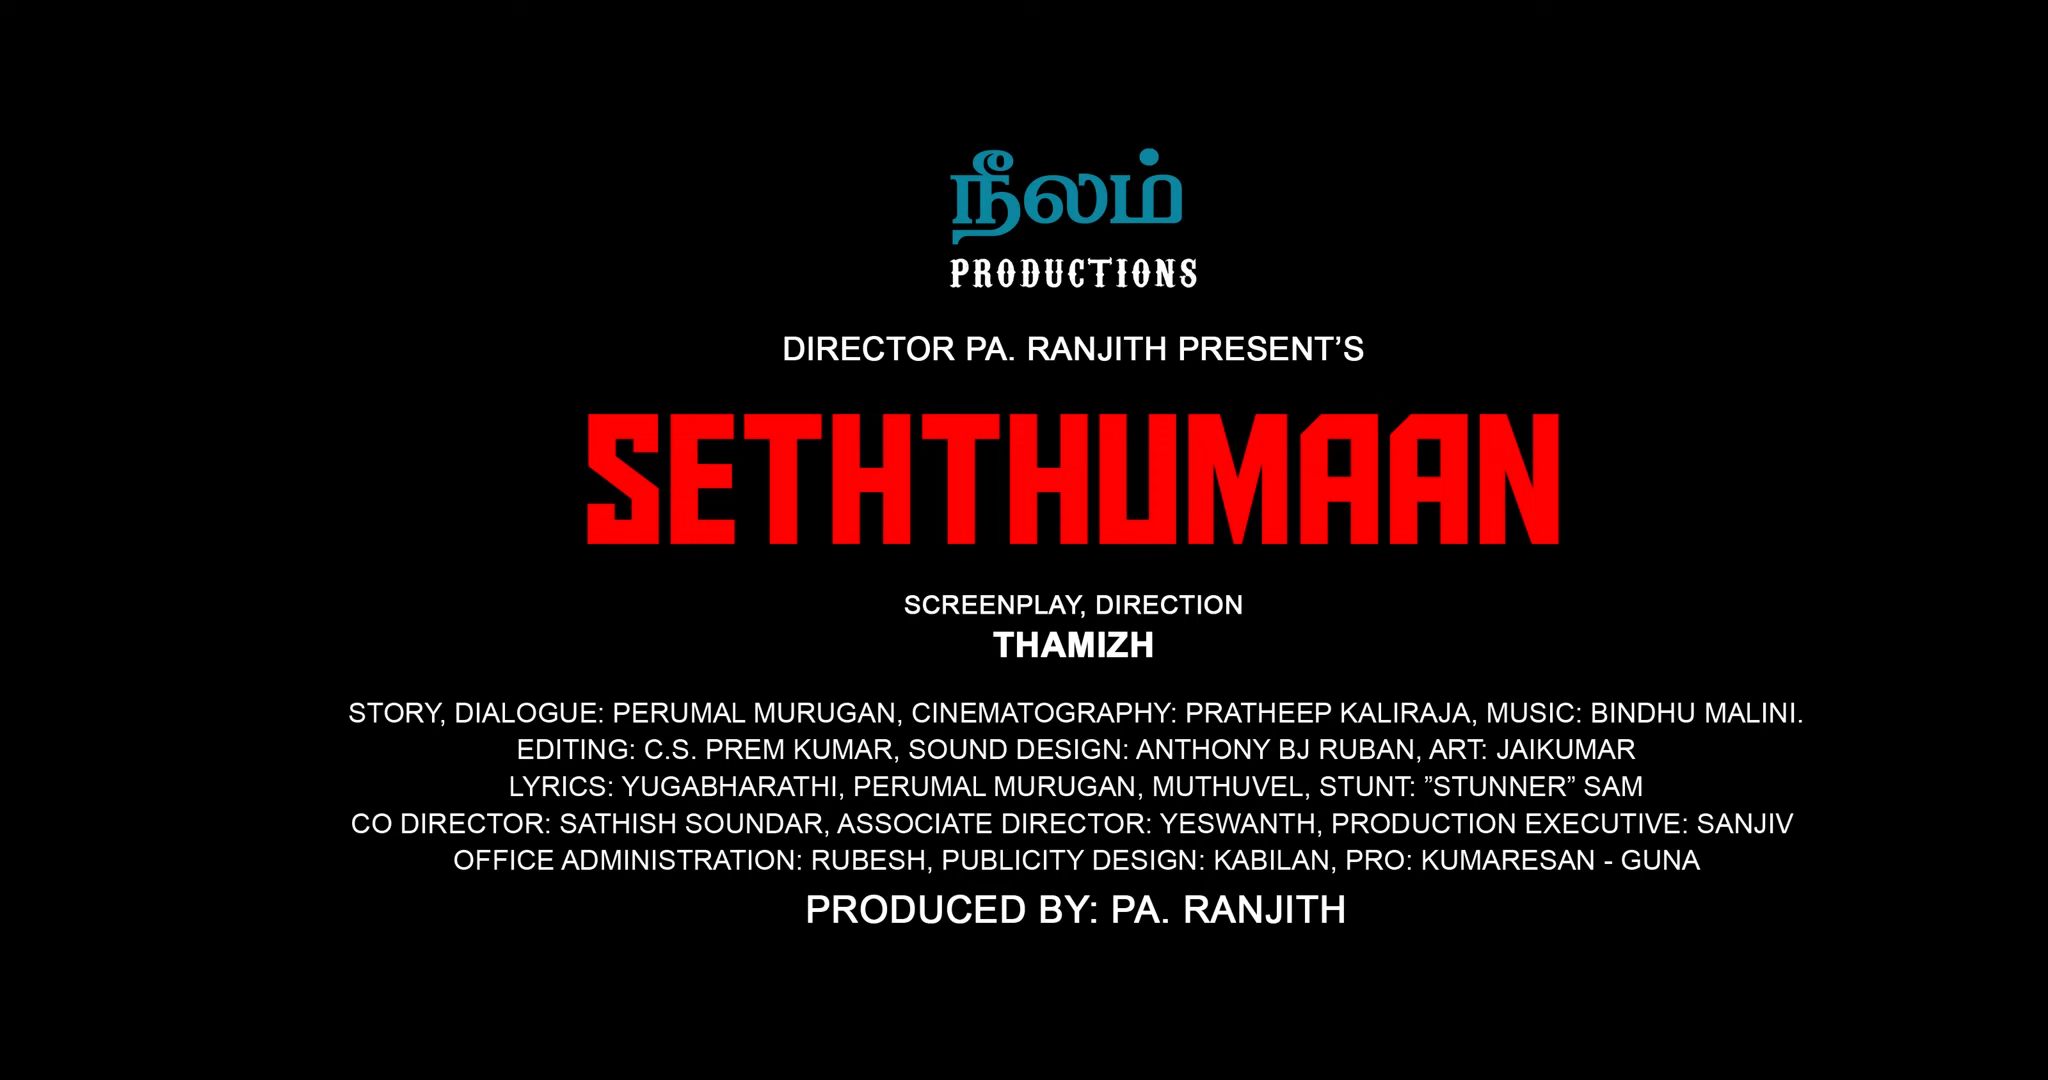 நீலம்
PRODUCTIONS
DIRECTOR PA. RANJITH PRESENT’S
SETHTHUMAAN
SCREENPLAY, DIRECTION
THAMIZH
STORY, DIALOGUE: PERUMAL MURUGAN, CINEMATOGRAPHY: PRATHEEP KALIRAJA, MUSIC: BINDHU MALINI.
EDITING: C.S. PREM KUMAR, SOUND DESIGN: ANTHONY BJ RUBAN, ART: JAIKUMAR
LYRICS: YUGABHARATHI, PERUMAL MURUGAN, MUTHUVEL, STUNT: ”STUNNER” SAM
CO DIRECTOR: SATHISH SOUNDAR, ASSOCIATE DIRECTOR: YESWANTH, PRODUCTION EXECUTIVE: SANJIV
OFFICE ADMINISTRATION: RUBESH, PUBLICITY DESIGN: KABILAN, PRO: KUMARESAN - GUNA
PRODUCED BY: PA. RANJITH